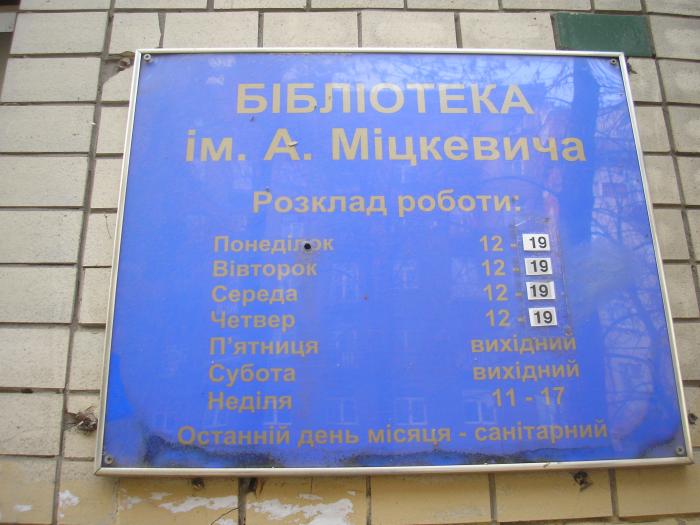 БІБЛІОТЕКА
ім. А. Міцкевича
Розклад роботи:
Понеділок 12 - 19
Вівторок 12 - 19
Середа 12 - 19
Четвер 12 - 19
П'ятниця вихідний
Субота вихідний
Неділя 11 - 17
Останній день місяця - санітарний